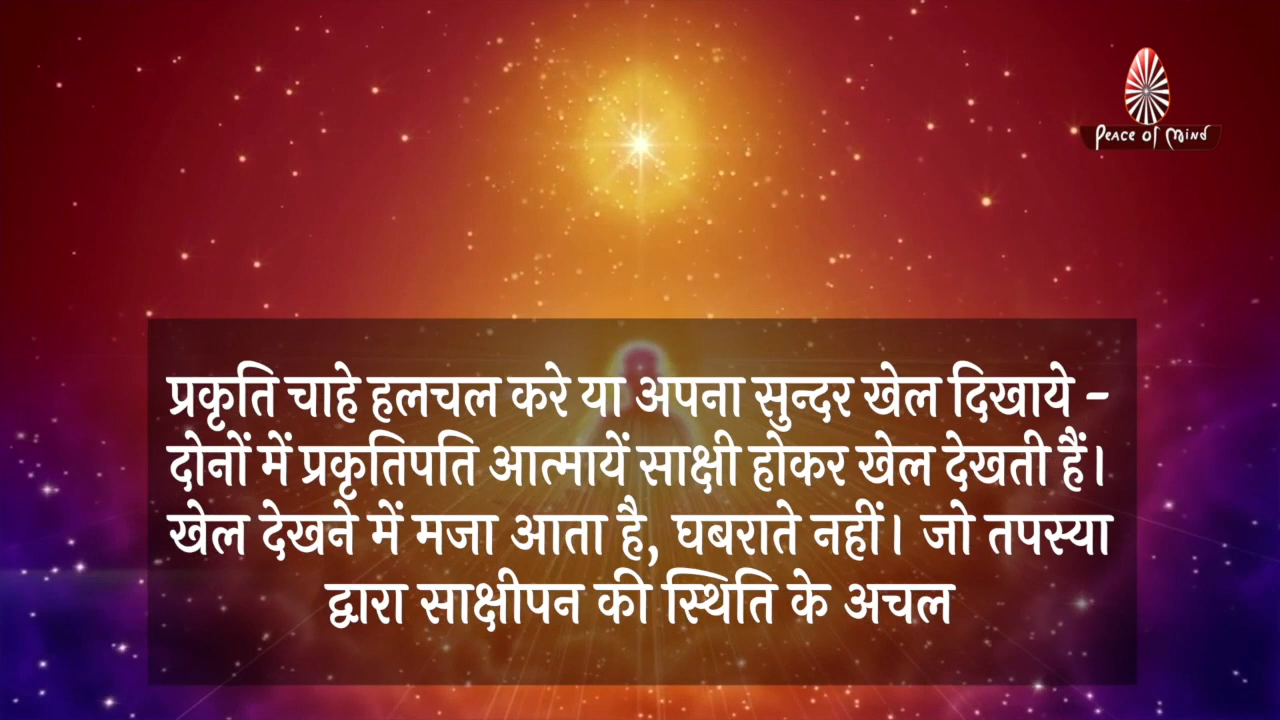 Peace of Mind
प्रकृति चाहे हलचल करे या अपना सुन्दर खेल दिखाये -
दोनों में प्रकृतिपति आत्मायें साक्षी होकर खेल देखती हैं।
खेल देखने में मजा आता है, घबराते नहीं। जो तपस्या
द्वारा साक्षीपन की स्थिति के अचल